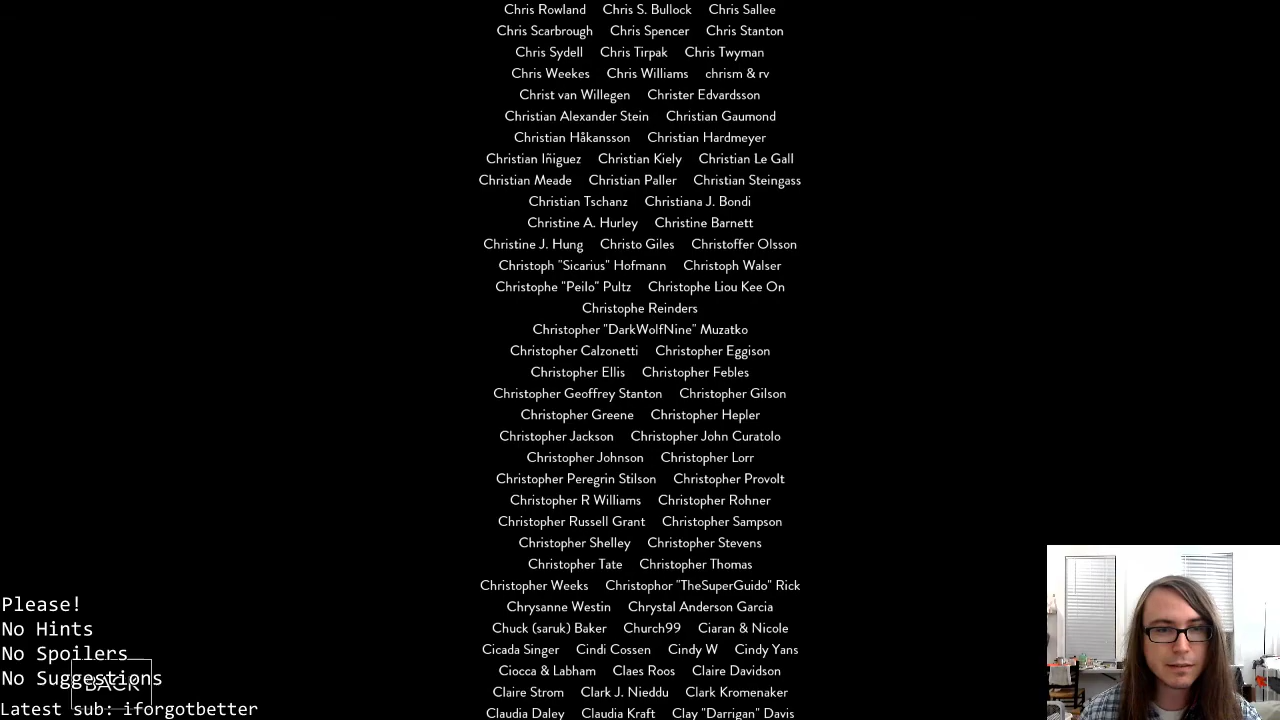 Chris Rowland Chris S. Bullock Chris Sallee
Chris Scarbrough Chris Spencer Chris Stanton
Chris Sydell Chris Tirpak Chris Twyman
Chris Weekes Chris Williams chrism & rv
Christ van Willegen Christer Edvardsson
Christian Alexander Stein Christian Gaumond
Christian Håkansson Christian Hardmeyer
Christian Iñiguez Christian Kiely Christian Le Gall
Christian Meade Christian Paller Christian Steingass
Christian Tschanz Christiana J. Bondi
Christine A. Hurley Christine Barnett
Christine J. Hung Christo Giles Christoffer Olsson
Christoph "Sicarius" Hofmann Christoph Walser
Christophe "Peilo" Pultz Christophe Liou Kee On
Christophe Reinders
Christopher "DarkWolfNine" Muzatko
Christopher Calzonetti Christopher Eggison
Christopher Ellis Christopher Febles
Christopher Geoffrey Stanton Christopher Gilson
Christopher Greene Christopher Hepler
Christopher Jackson Christopher John Curatolo
Christopher Johnson Christopher Lorr
Christopher Peregrin Stilson Christopher Provolt
Christopher R Williams Christopher Rohner
Christopher Russell Grant Christopher Sampson
Christopher Shelley Christopher Stevens
Christopher Tate Christopher Thomas
Christopher Weeks Christophor "TheSuperGuido" Rick
Chrysanne Westin Chrystal Anderson Garcia
Chuck (saruk) Baker Church99 Ciaran & Nicole
Cicada Singer Cindi Cossen Cindy W Cindy Yans
Ciocca & Labham Claes Roos Claire Davidson
Claire Strom Clark J. Nieddu Clark Kromenaker
Claudia Daley Claudia Kraft Clay "Darrigan" Davis
Please!
No Hints
No Spoilers
No Suggestions
BACK
Latest sub: iforgotbetter